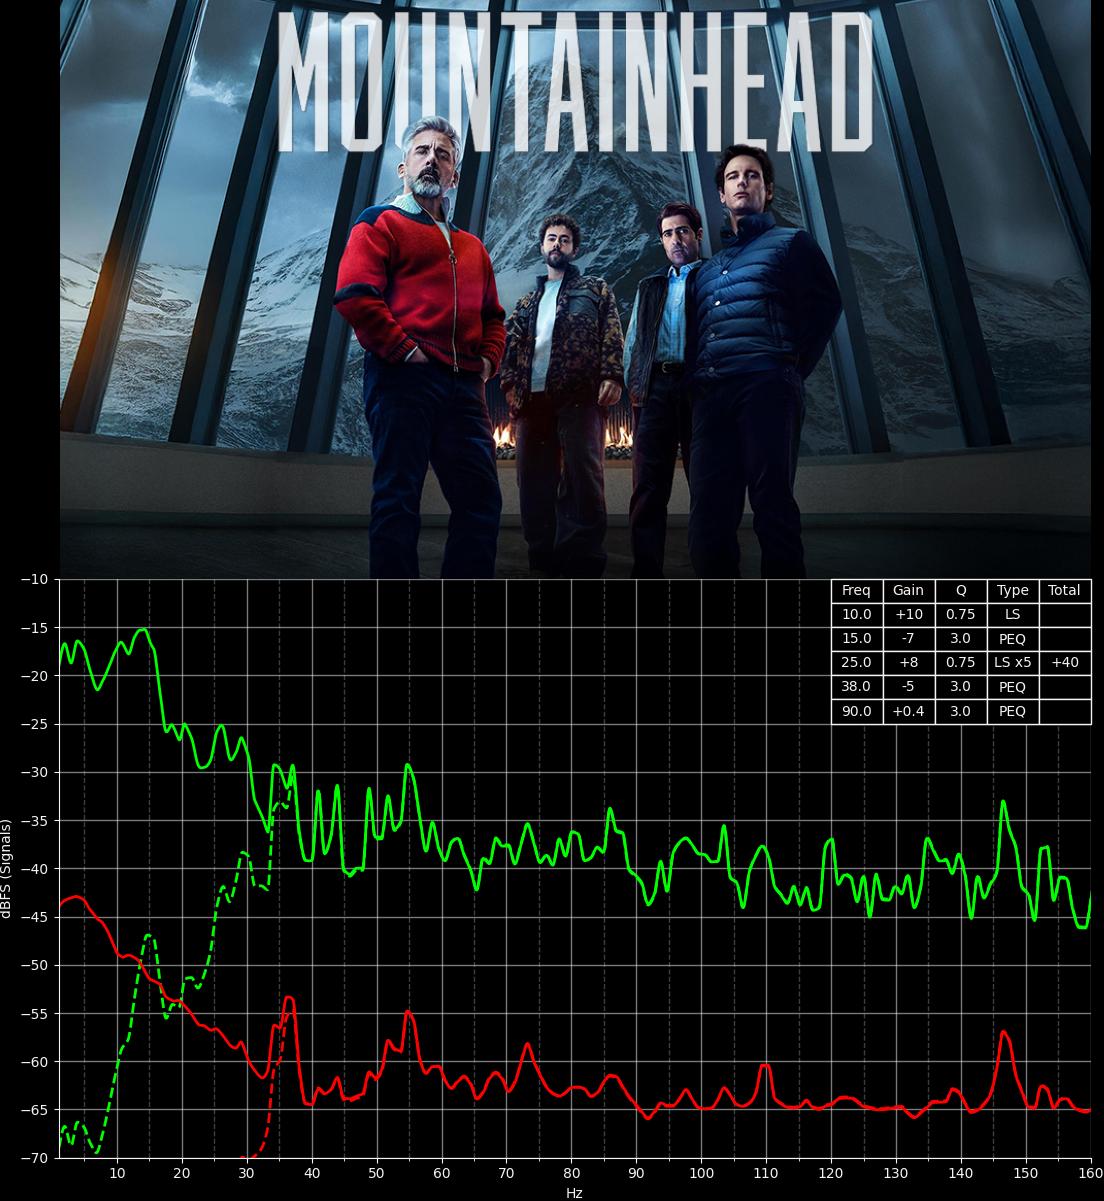 MOUNTAINHEAD
−10
−15
−20
−25
−30
−35
−40
−45
−50
−55
−60
−65
−70
dBFS (Signals)
Freq Gain Q Type Total
10.0 +10 0.75 LS
15.0 -7 3.0 PEQ
25.0 +8 0.75 LS x5 +40
38.0 -5 3.0 PEQ
90.0 +0.4 3.0 PEQ
10 20 30 40 50 60 70 80 90 100 110 120 130 140 150 160
Hz